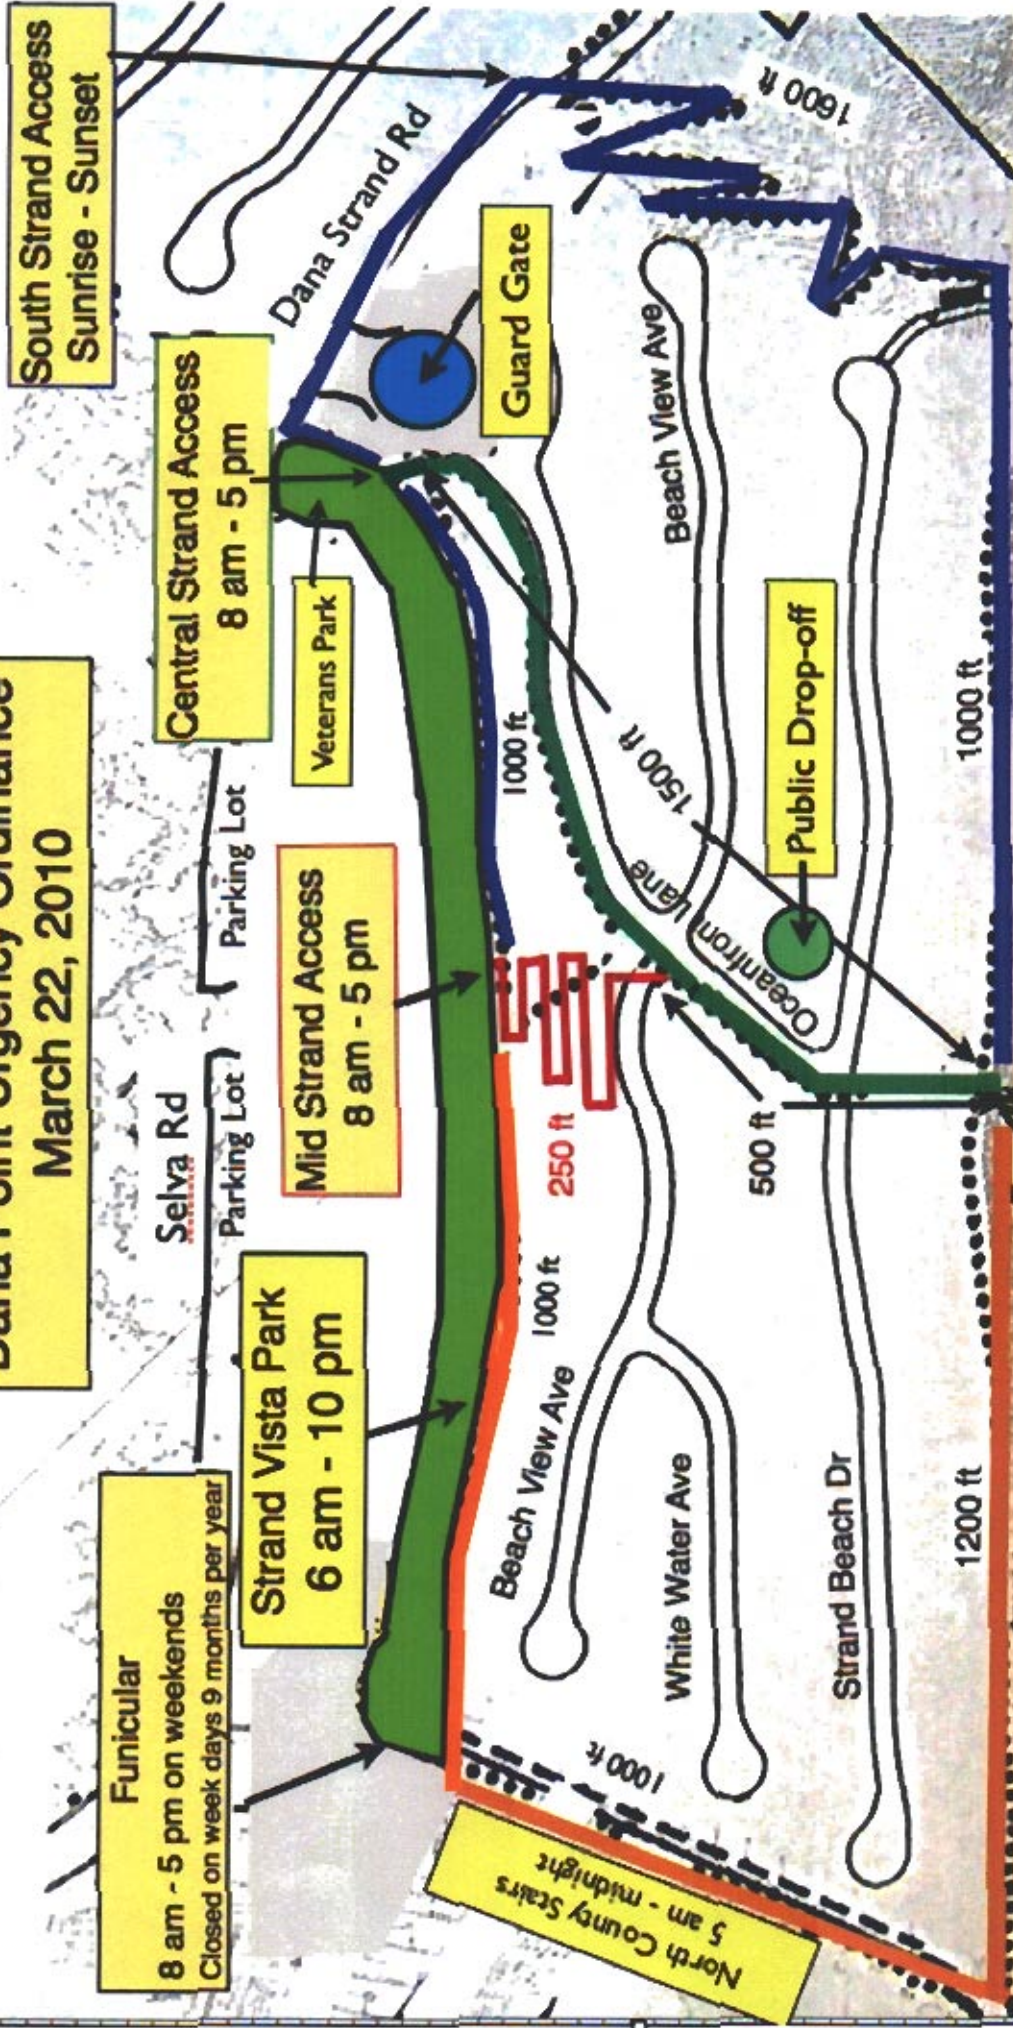 Dana Point Urgency Ordinance
March 22, 2010
Funicular
8 am - 5 pm on weekends
Closed on week days 9 months per year
Strand Vista Park
6 am - 10 pm
Selva Rd
Parking Lot
Parking Lot
Mid Strand Access
8 am - 5 pm
Central Strand Access
8 am - 5 pm
Veterans Park
South Strand Access
Sunrise - Sunset
Dana Strand Rd
Guard Gate
1600 ft
North County Stairs
5 am - midnight
1000 ft
Beach View Ave
1000 ft
250 ft
1000 ft
1500 ft
Beach View Ave
White Water Ave
500 ft
Oceanfront Lane
Public Drop-off
Strand Beach Dr
1200 ft
1000 ft